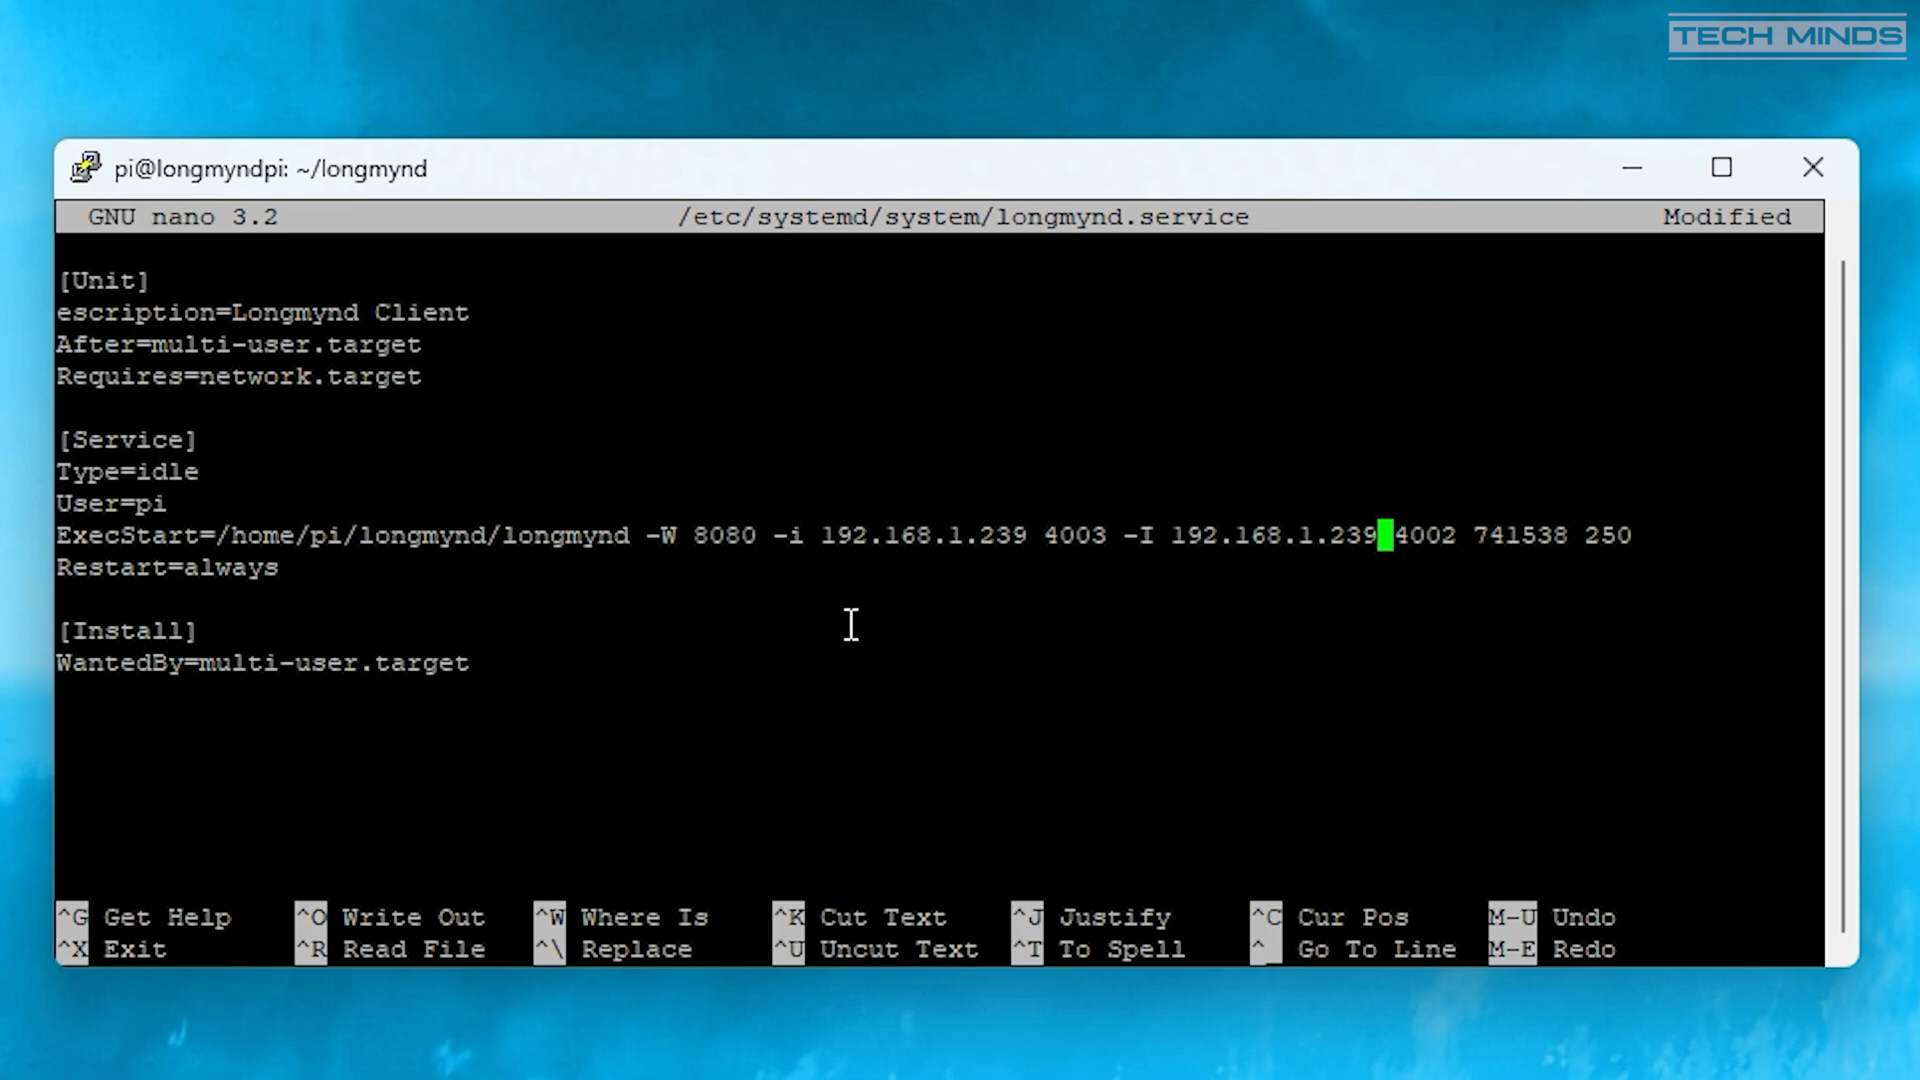 TECH MINDS
pi@longmyndpi: ~/longmynd
GNU nano 3.2 /etc/systemd/system/longmynd.service Modified
[Unit]
escription=Longmynd Client
After=multi-user.target
Requires=network.target
[Service]
Type=idle
User=pi
ExecStart=/home/pi/longmynd/longmynd -W 8080 -i 192.168.1.239 4003 -I 192.168.1.239 4002 741538 250
Restart=always
[Install]
WantedBy=multi-user.target
^G Get Help ^O Write Out ^W Where Is ^K Cut Text ^J Justify ^C Cur Pos M-U Undo
^X Exit ^R Read File ^\ Replace ^U Uncut Text ^T To Spell ^_ Go To Line M-E Redo